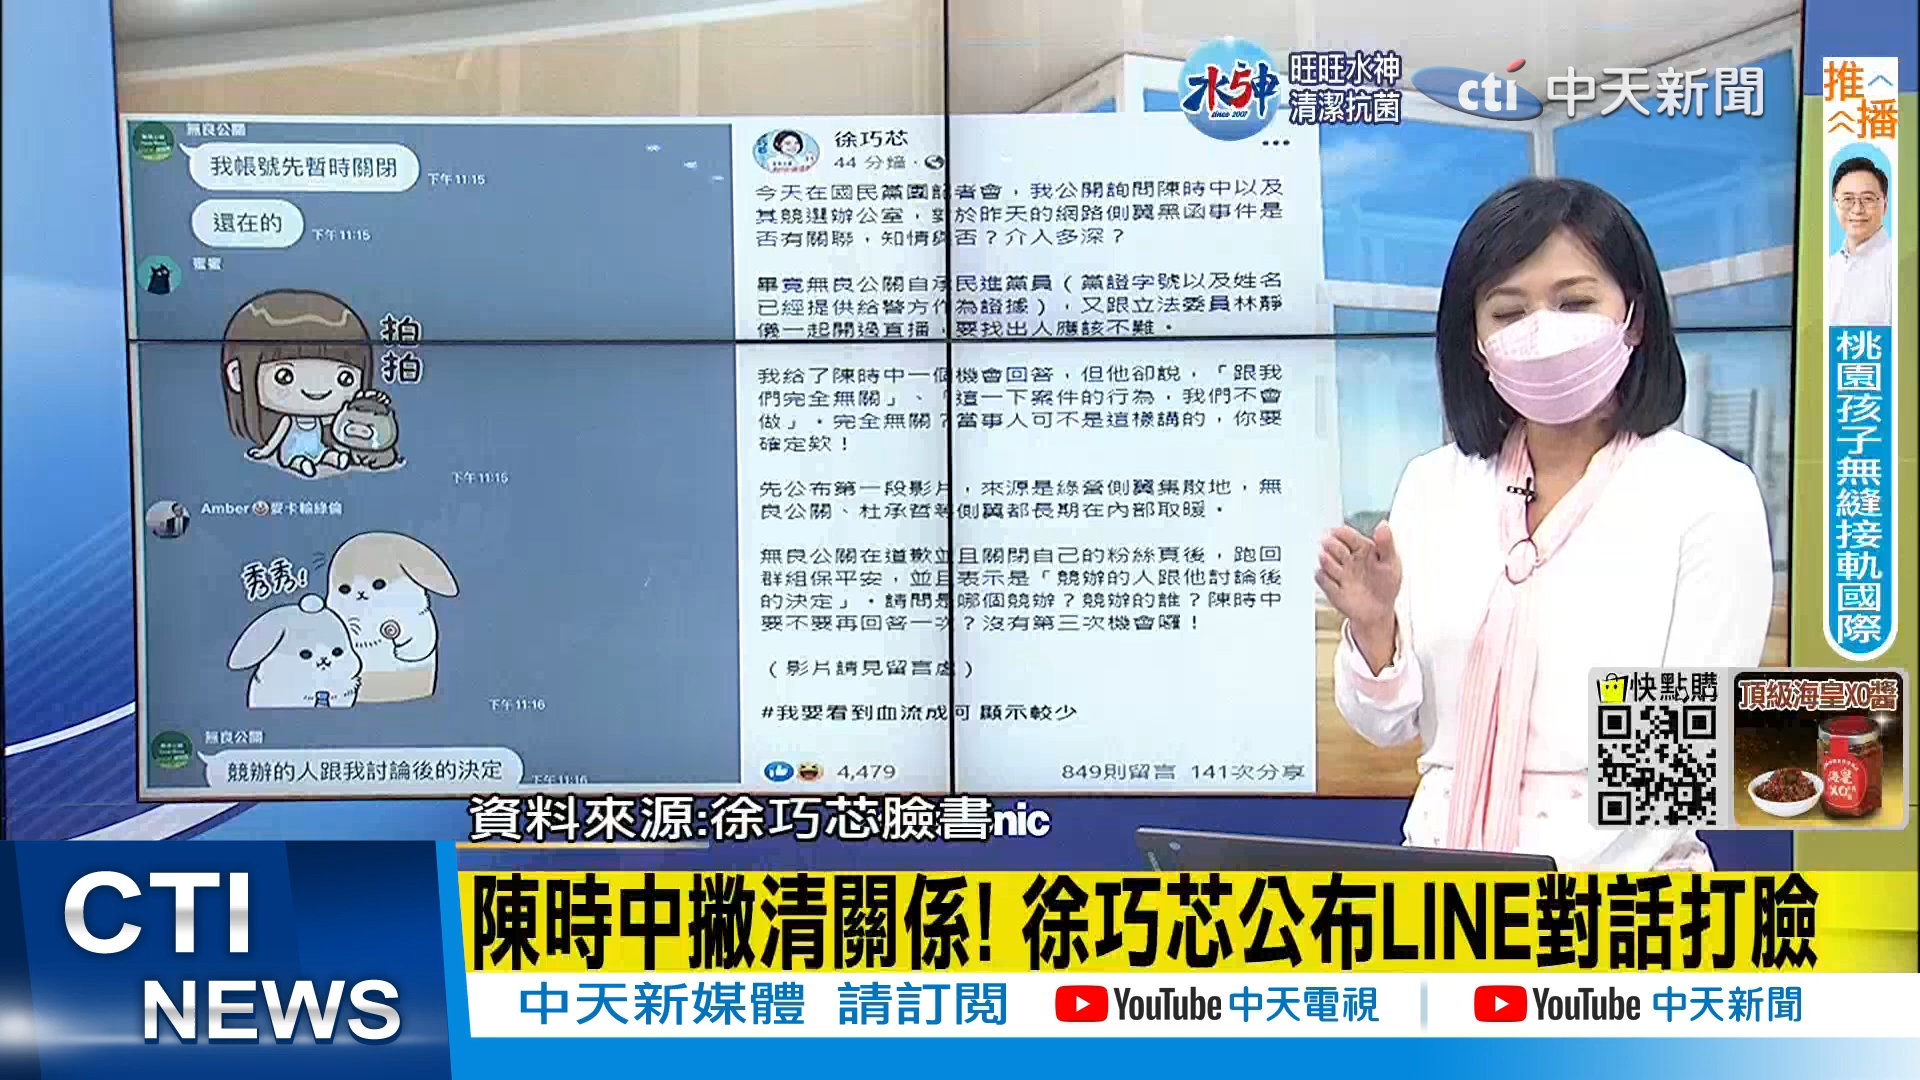 水神
since 2007
旺旺水神
清潔抗菌
cti 中天新聞
推
播
桃園孩子無縫接軌國際
無良公關
我帳號先暫時關閉
下午11:15
還在的
下午11:15
蜜蜜
拍
拍
下午11:15
Amber
愛卡輸綠倫
秀秀!
下午11:16
無良公關
競辦的人跟我討論後的決定
下午11:16
徐巧芯
44 分鐘
今天在國民黨團記者會，我公開詢問陳時中以及
其競選辦公室，對於昨天的網路側翼黑函事件是
否有關聯，知情與否？介入多深？
畢竟無良公關自承民進黨員（黨證字號以及姓名
已經提供給警方作為證據），又跟立法委員林靜
儀一起開過直播，要找出人應該不難。
我給了陳時中一個機會回答，但他卻說，「跟我
們完全無關」、「這一下案件的行為，我們不會
做」。完全無關？當事人可不是這樣講的，你要
確定欸！
先公布第一段影片，來源是綠營側翼集散地，無
良公關、杜承哲等側翼都長期在內部取暖。
無良公關在道歉並且關閉自己的粉絲頁後，跑回
群組保平安，並且表示是「競辦的人跟他討論後
的決定」。請問是哪個競辦？競辦的誰？陳時中
要不要再回答一次？沒有第三次機會囉！
（影片請見留言處）
#我要看到血流成河 顯示較少
4,479
849則留言 141次分享
快點購
頂級海皇XO醬
海皇
XO
資料來源:徐巧芯臉書nic
CTI
NEWS
陳時中撇清關係! 徐巧芯公布LINE對話打臉
中天新媒體 請訂閱 YouTube 中天電視 | YouTube 中天新聞